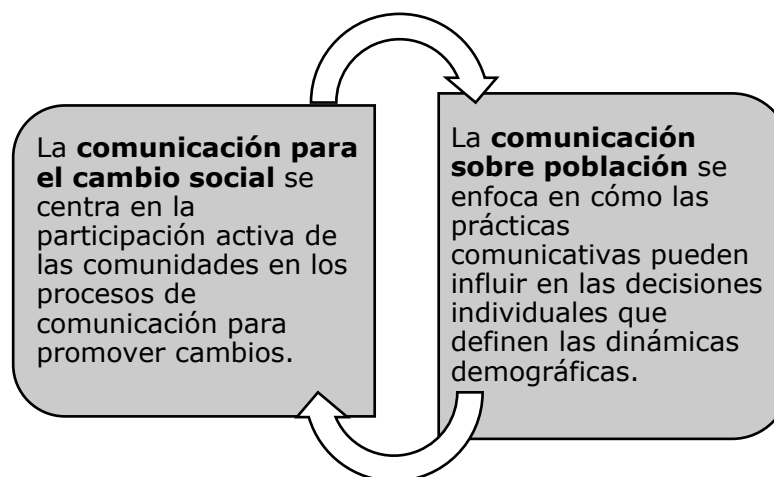 La comunicación para
el cambio social se
centra en la
participación activa de
las comunidades en los
procesos de
comunicación para
promover cambios.
La comunicación
sobre población se
enfoca en cómo las
prácticas
comunicativas pueden
influir en las decisiones
individuales que
definen las dinámicas
demográficas.